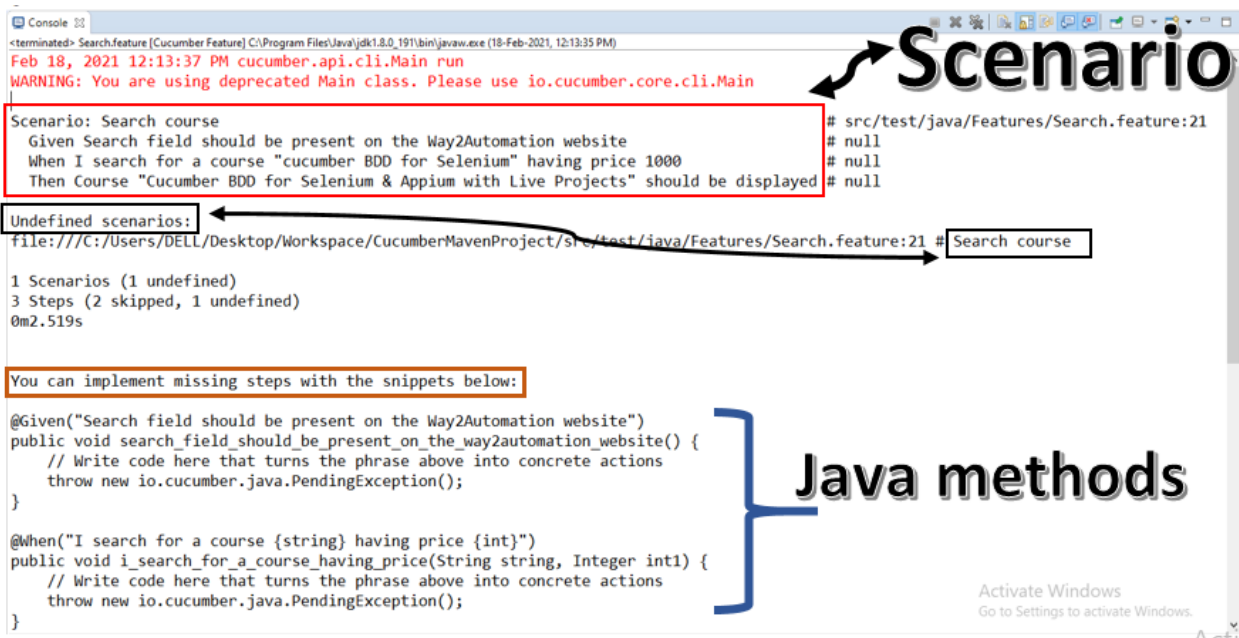 Console
<terminated> Search.feature [Cucumber Feature] C:\Program Files\Java\jdk1.8.0_191\bin\javaw.exe (18-Feb-2021, 12:13:35 PM)
Feb 18, 2021 12:13:37 PM cucumber.api.cli.Main run
WARNING: You are using deprecated Main class. Please use io.cucumber.core.cli.Main
Scenario
Scenario: Search course # src/test/java/Features/Search.feature:21
Given Search field should be present on the Way2Automation website # null
When I search for a course "cucumber BDD for Selenium" having price 1000 # null
Then Course "Cucumber BDD for Selenium & Appium with Live Projects" should be displayed # null
Undefined scenarios:
file:///C:/Users/DELL/Desktop/Workspace/CucumberMavenProject/src/test/java/Features/Search.feature:21 # Search course
1 Scenarios (1 undefined)
3 Steps (2 skipped, 1 undefined)
0m2.519s
You can implement missing steps with the snippets below:
@Given("Search field should be present on the Way2Automation website")
public void search_field_should_be_present_on_the_way2automation_website() {
// Write code here that turns the phrase above into concrete actions
throw new io.cucumber.java.PendingException();
}
Java methods
@When("I search for a course {string} having price {int}")
public void i_search_for_a_course_having_price(String string, Integer int1) {
// Write code here that turns the phrase above into concrete actions
throw new io.cucumber.java.PendingException();
}
Activate Windows
Go to Settings to activate Windows.